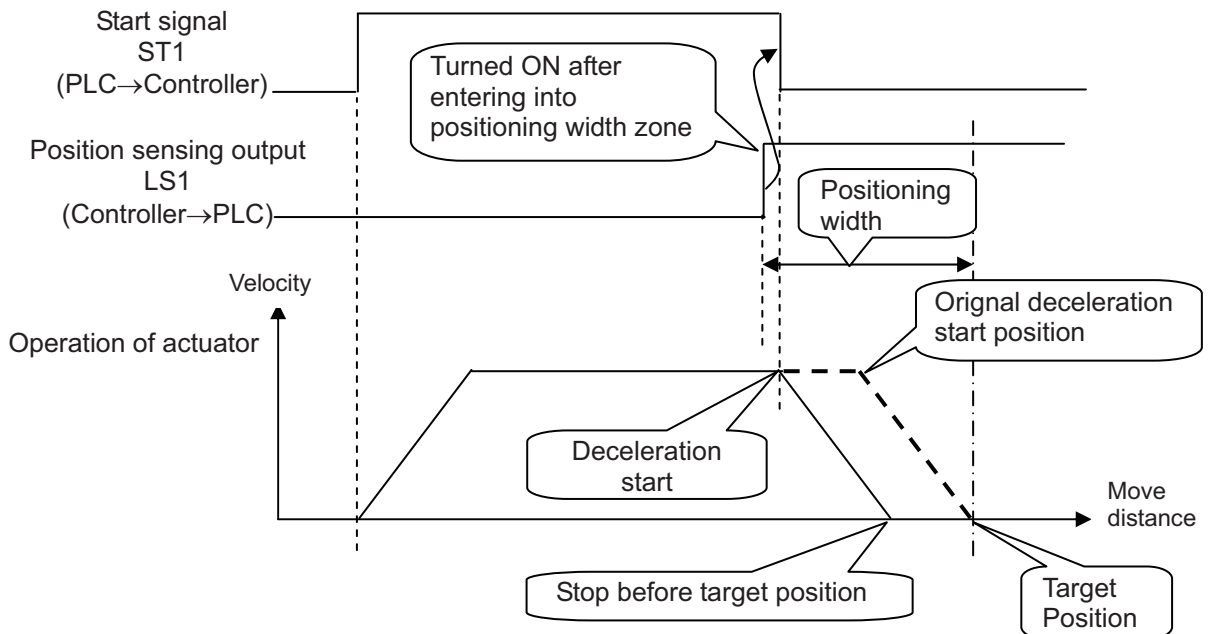 Start signal
ST1
(PLC→Controller)
Turned ON after
entering into
positioning width zone
Position sensing output
LS1
(Controller→PLC)
Positioning
width
Velocity
Orignal deceleration
start position
Operation of actuator
Deceleration
start
Move
distance
Stop before target position
Target
Position